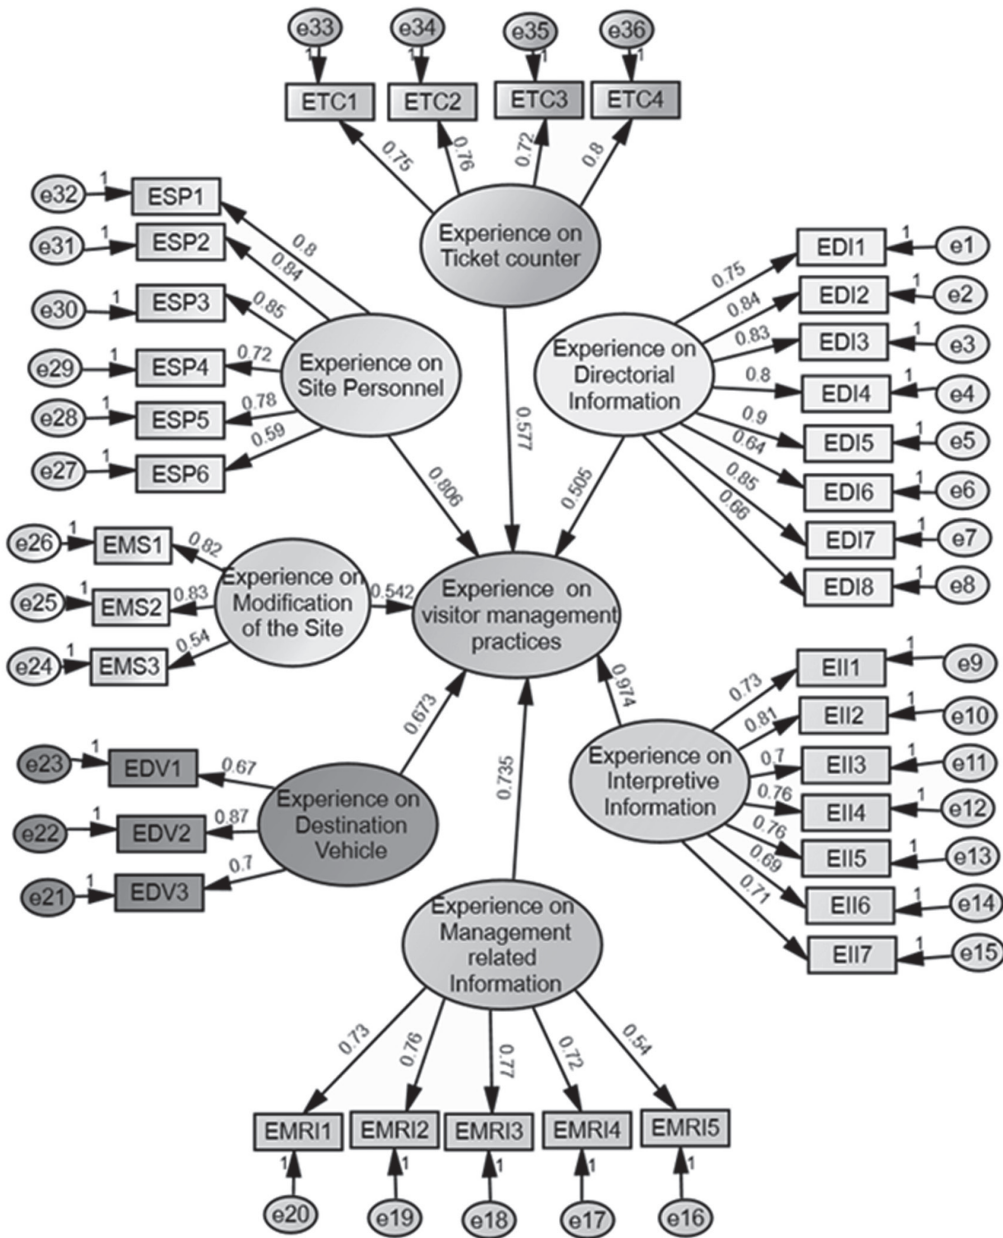 e33
e34
e35
e36
1
1
1
1
ETC1
ETC2
ETC3
ETC4
0.75
0.76
0.72
0.8
Experience on
Ticket counter
0.577
e32
1
ESP1
0.8
e31
1
ESP2
0.84
e30
1
ESP3
0.85
e29
1
ESP4
0.72
e28
1
ESP5
0.78
e27
1
ESP6
0.59
Experience on
Site Personnel
0.806
Experience on
Directorial
Information
0.505
0.75
EDI1
1
e1
0.84
EDI2
1
e2
0.83
EDI3
1
e3
0.8
EDI4
1
e4
0.9
EDI5
1
e5
0.64
EDI6
1
e6
0.85
EDI7
1
e7
0.66
EDI8
1
e8
e26
1
EMS1
0.82
e25
1
EMS2
0.83
e24
1
EMS3
0.54
Experience on
Modification
of the Site
0.542
Experience on
visitor management
practices
e23
1
EDV1
0.67
e22
1
EDV2
0.87
e21
1
EDV3
0.7
Experience on
Destination
Vehicle
0.673
0.974
Experience on
Interpretive
Information
0.73
EII1
1
e9
0.81
EII2
1
e10
0.7
EII3
1
e11
0.76
EII4
1
e12
0.76
EII5
1
e13
0.69
EII6
1
e14
0.71
EII7
1
e15
0.735
Experience on
Management
related
Information
0.73
0.76
0.77
0.72
0.54
EMRI1
EMRI2
EMRI3
EMRI4
EMRI5
1
1
1
1
1
e20
e19
e18
e17
e16